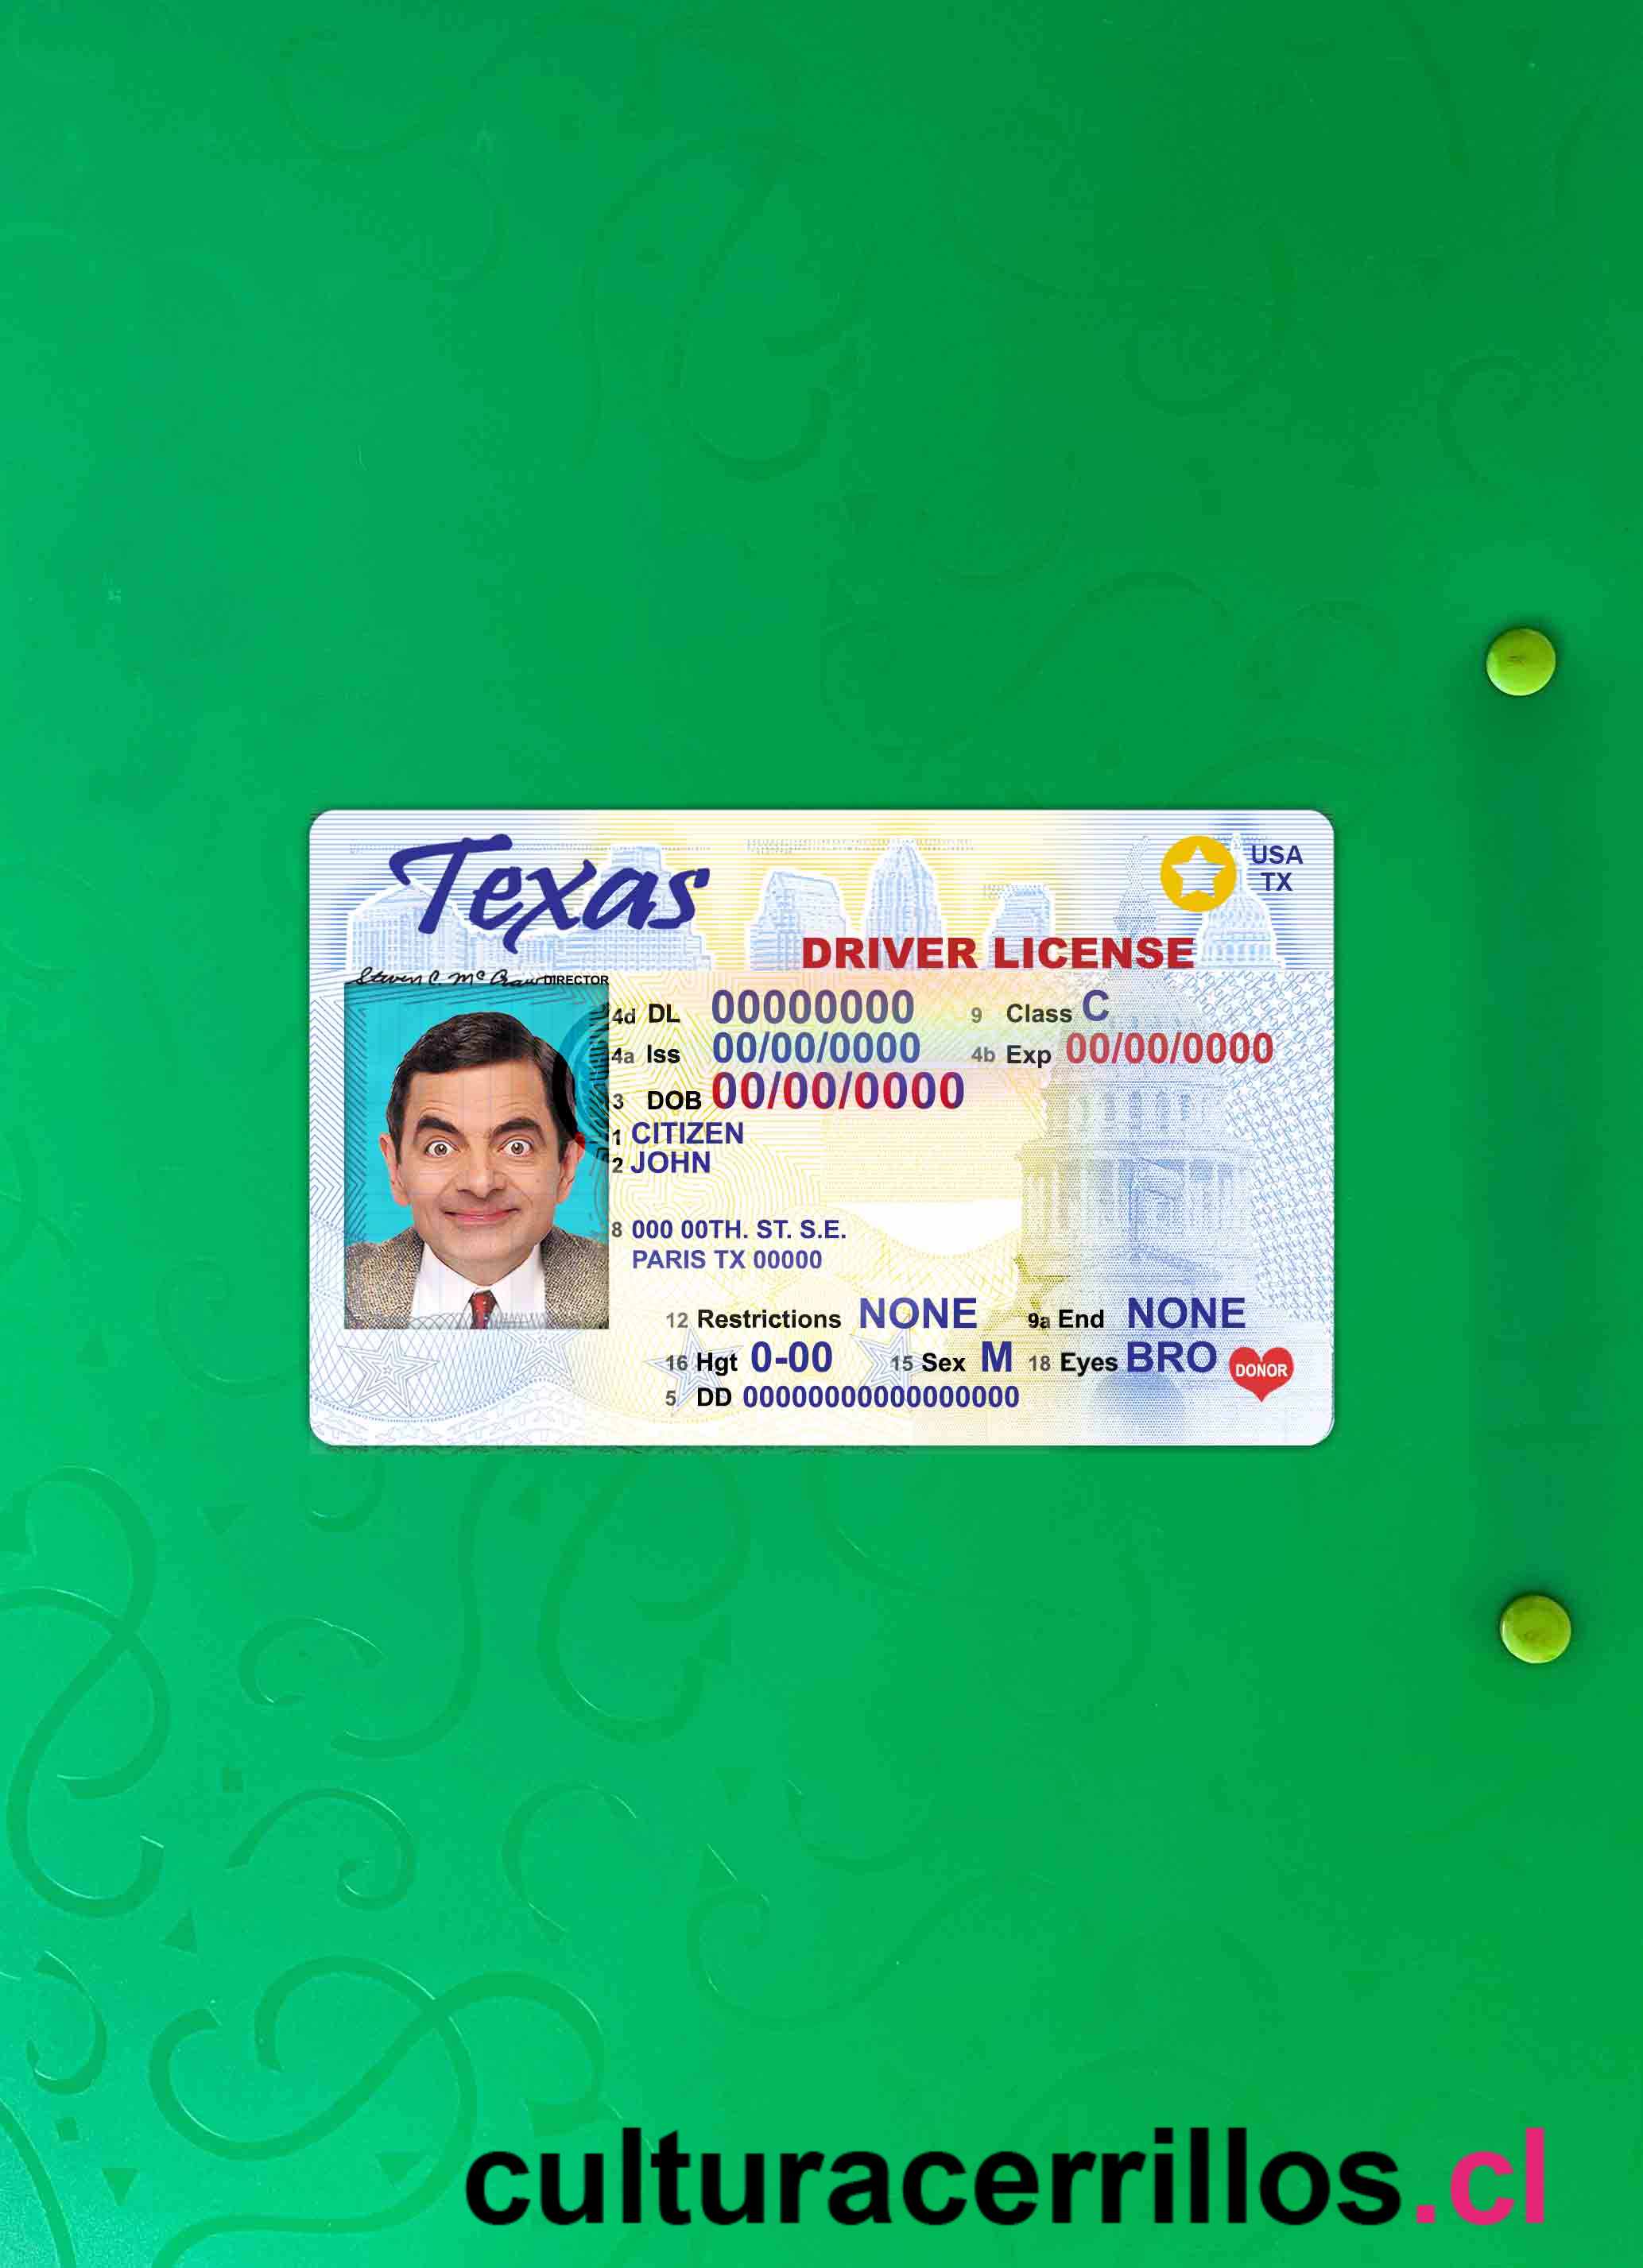 Texas
USA
TX
DRIVER LICENSE
Steven C. McCraw DIRECTOR
4d DL 00000000 9 Class C
4a Iss 00/00/0000 4b Exp 00/00/0000
3 DOB 00/00/0000
1 CITIZEN
2 JOHN
8 000 00TH. ST. S.E.
PARIS TX 00000
12 Restrictions NONE 9a End NONE
16 Hgt 0-00 15 Sex M 18 Eyes BRO DONOR
5 DD 00000000000000000
culturacerrillos.cl